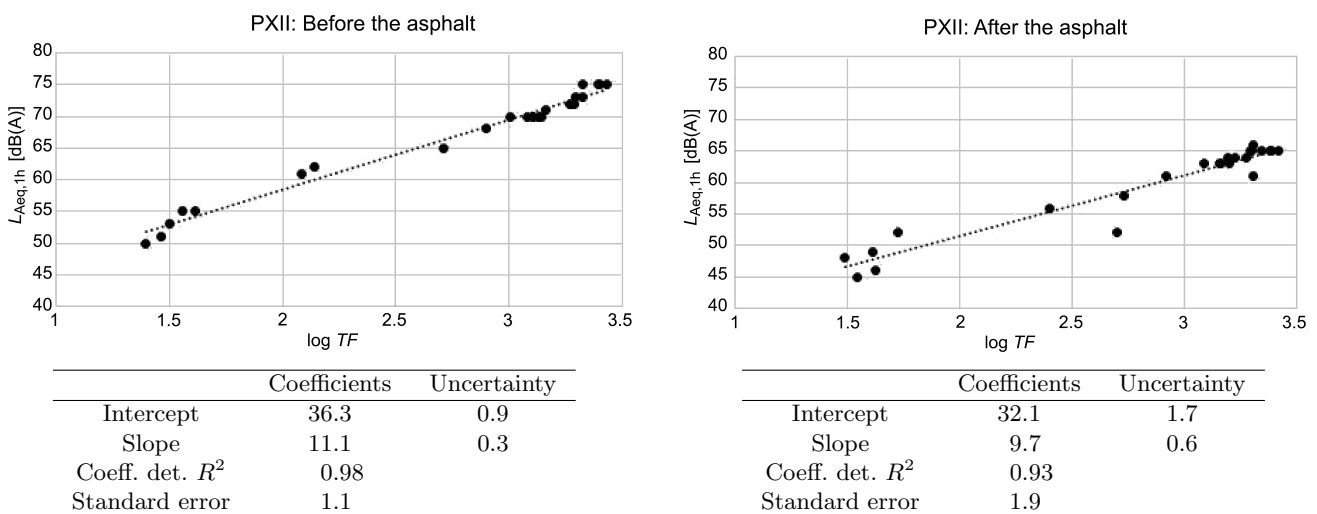 PXII: Before the asphalt
80
75
70
65
60
55
50
45
40
L_Aeq,1h [dB(A)]
1 1.5 2 2.5 3 3.5
log TF
Coefficients Uncertainty
Intercept 36.3 0.9
Slope 11.1 0.3
Coeff. det. R² 0.98
Standard error 1.1
PXII: After the asphalt
80
75
70
65
60
55
50
45
40
L_Aeq,1h [dB(A)]
1 1.5 2 2.5 3 3.5
log TF
Coefficients Uncertainty
Intercept 32.1 1.7
Slope 9.7 0.6
Coeff. det. R² 0.93
Standard error 1.9